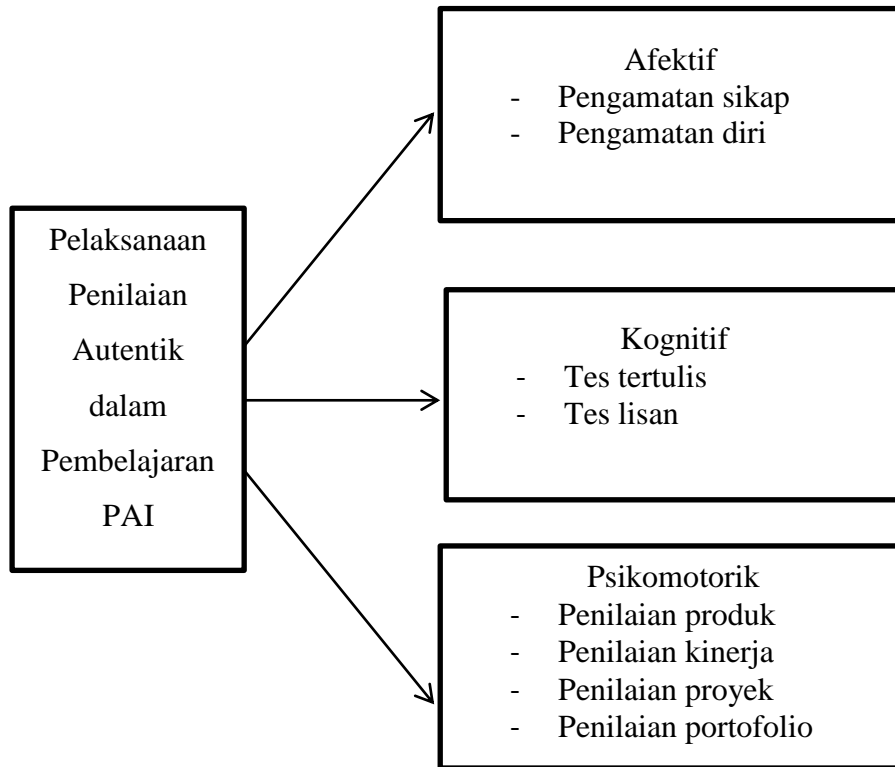 Pelaksanaan
Penilaian
Autentik
dalam
Pembelajaran
PAI
Afektif
- Pengamatan sikap
- Pengamatan diri
Kognitif
- Tes tertulis
- Tes lisan
Psikomotorik
- Penilaian produk
- Penilaian kinerja
- Penilaian proyek
- Penilaian portofolio